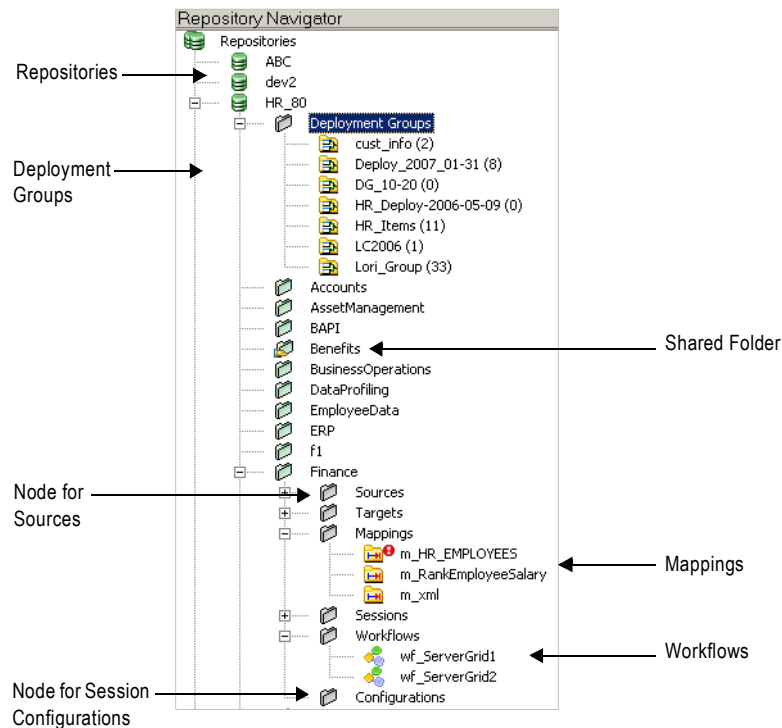 Repository Navigator
Repositories
ABC
Repositories
dev2
HR_80
Deployment Groups
cust_info (2)
Deployment
Groups
Deploy_2007_01-31 (8)
DG_10-20 (0)
HR_Deploy-2006-05-09 (0)
HR_Items (11)
LC2006 (1)
Lori_Group (33)
Accounts
AssetManagement
BAPI
Benefits
Shared Folder
BusinessOperations
DataProfiling
EmployeeData
ERP
f1
Finance
Node for
Sources
Sources
Targets
Mappings
m_HR_EMPLOYEES
Mappings
m_RankEmployeeSalary
m_xml
Sessions
Workflows
wf_ServerGrid1
Workflows
wf_ServerGrid2
Node for Session
Configurations
Configurations